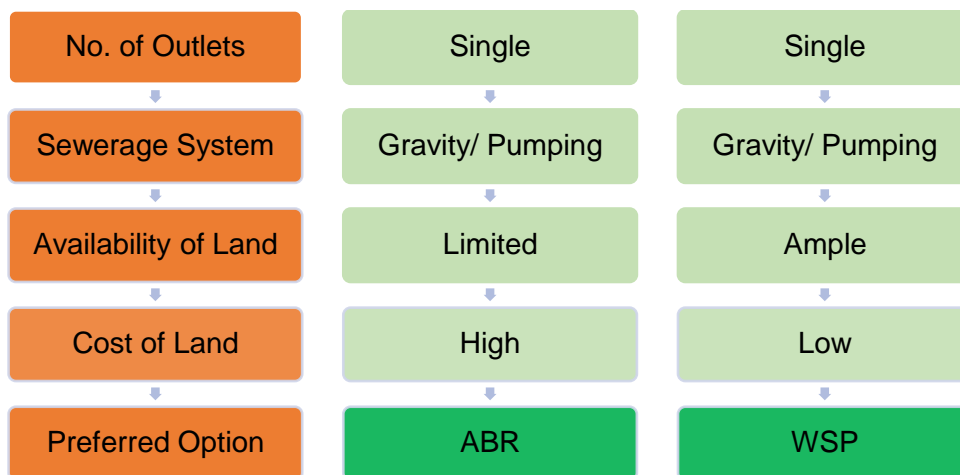 No. of Outlets
Single
Single
Sewerage System
Gravity/ Pumping
Gravity/ Pumping
Availability of Land
Limited
Ample
Cost of Land
High
Low
Preferred Option
ABR
WSP